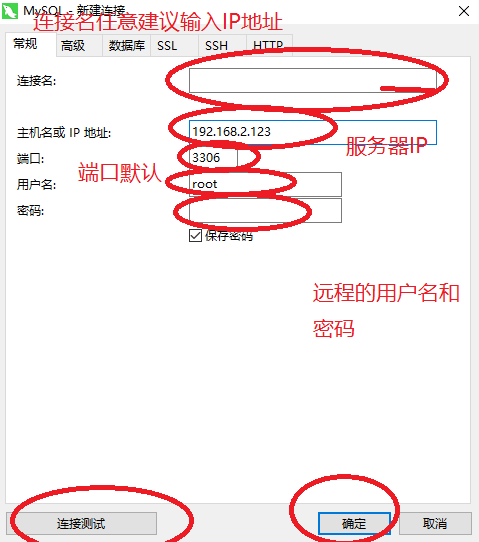 MySQL - 新建连接
连接名任意建议输入IP地址
常规 高级 数据库 SSL SSH HTTP
连接名:
主机名或 IP 地址: 192.168.2.123
服务器IP
端口: 3306
端口默认
用户名: root
密码:
保存密码
远程的用户名和
密码
连接测试 确定 取消